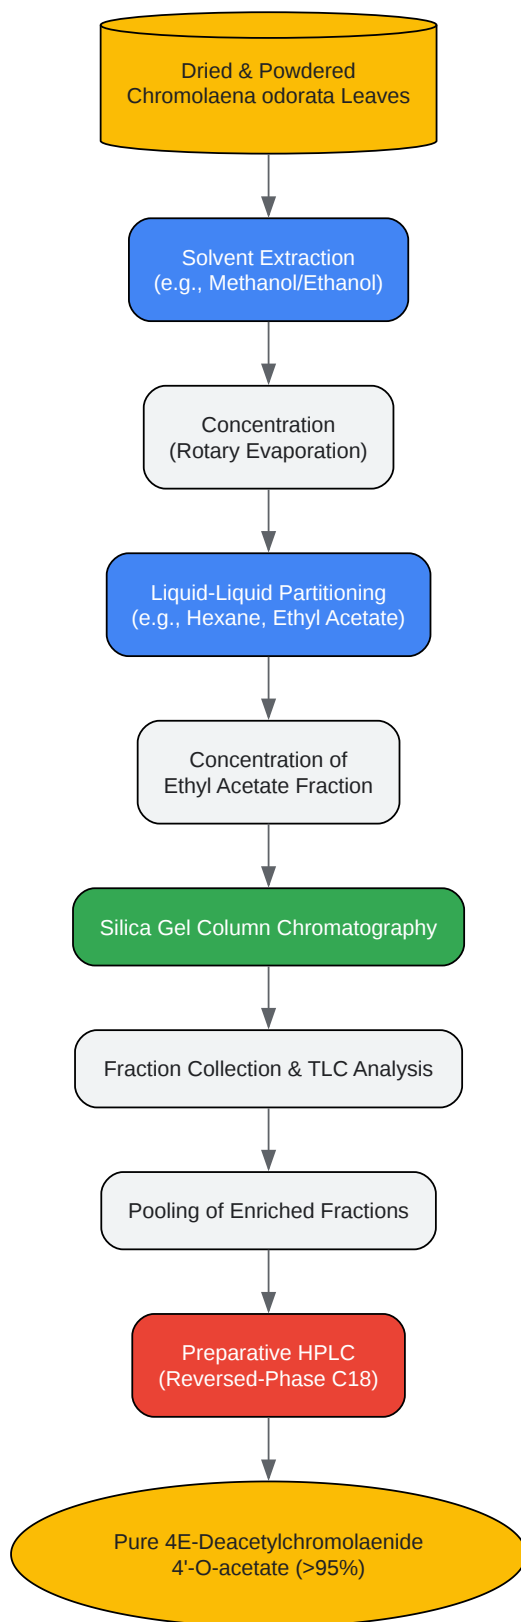 Dried & Powdered
Chromolaena odorata Leaves
Solvent Extraction
(e.g., Methanol/Ethanol)
Concentration
(Rotary Evaporation)
Liquid-Liquid Partitioning
(e.g., Hexane, Ethyl Acetate)
Concentration of
Ethyl Acetate Fraction
Silica Gel Column Chromatography
Fraction Collection & TLC Analysis
Pooling of Enriched Fractions
Preparative HPLC
(Reversed-Phase C18)
Pure 4E-Deacetylchromolaenide
4'-O-acetate (>95%)